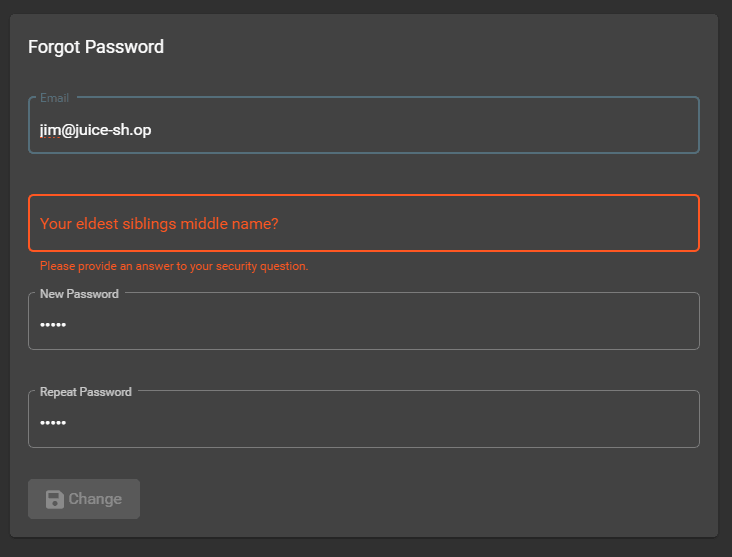 Forgot Password
Email
jim@juice-sh.op
Your eldest siblings middle name?
Please provide an answer to your security question.
New Password
•••••
Repeat Password
•••••
Change